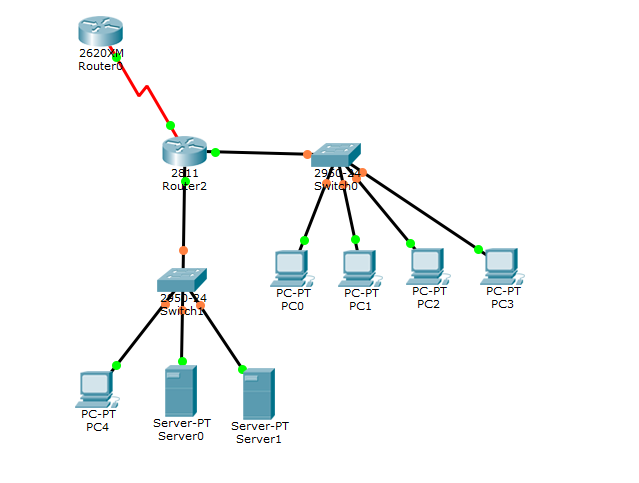 2620XM
Router0
2811
Router2
2950-24
Switch0
PC-PT
PC0
PC-PT
PC1
PC-PT
PC2
PC-PT
PC3
2950-24
Switch1
PC-PT
PC4
Server-PT
Server0
Server-PT
Server1